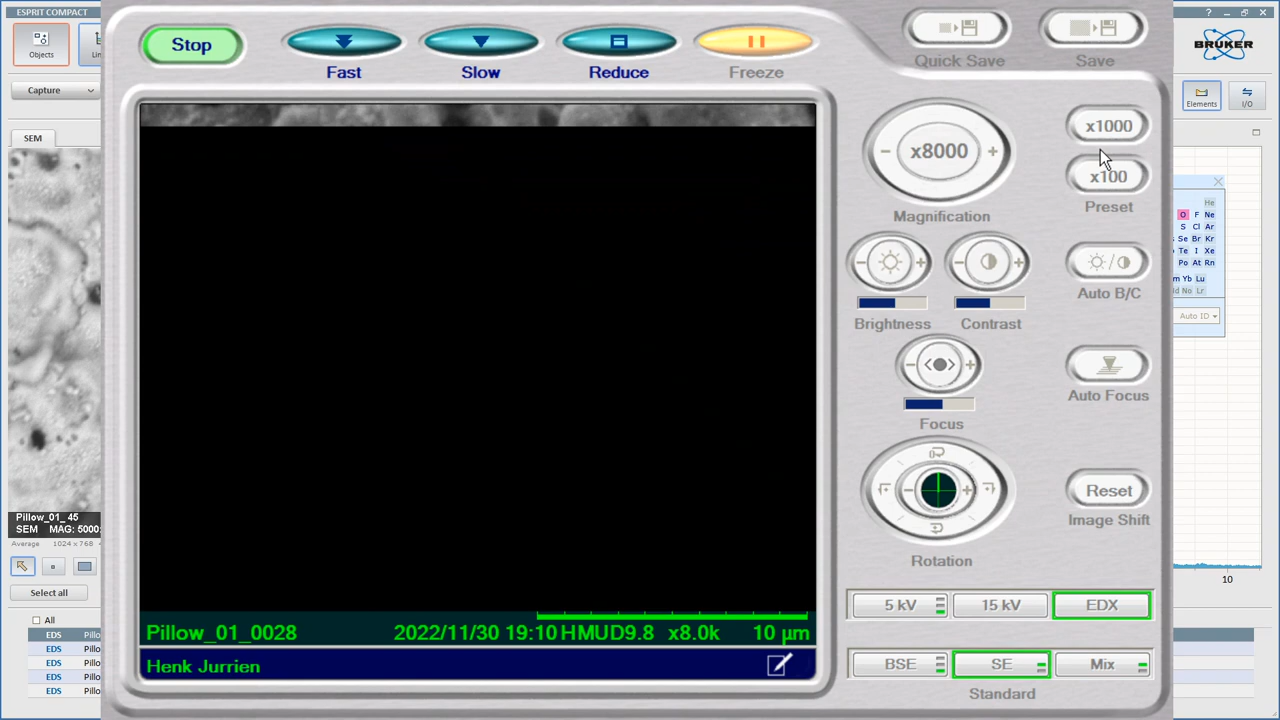 ESPRIT COMPACT
Objects
Capture
SEM
Stop
Fast
Slow
Reduce
Freeze
Quick Save
Save
BRUKER
Elements
I/O
x8000
Magnification
x1000
x100
Preset
Brightness
Contrast
Auto B/C
Focus
Auto Focus
Rotation
Reset
Image Shift
5 kV
15 kV
EDX
BSE
SE
Mix
Standard
Pillow_01_0028 2022/11/30 19:10 HMUD9.8 x8.0k 10 µm
Henk Jurrien
Pillow_01_45
SEM MAG: 5000
Average 1024 x 768
Select all
All
EDS
EDS
EDS
EDS
EDS
He
O F Ne
S Cl Ar
Se Br Kr
Te I Xe
Po At Rn
Yb Lu
No Lr
Auto ID
10